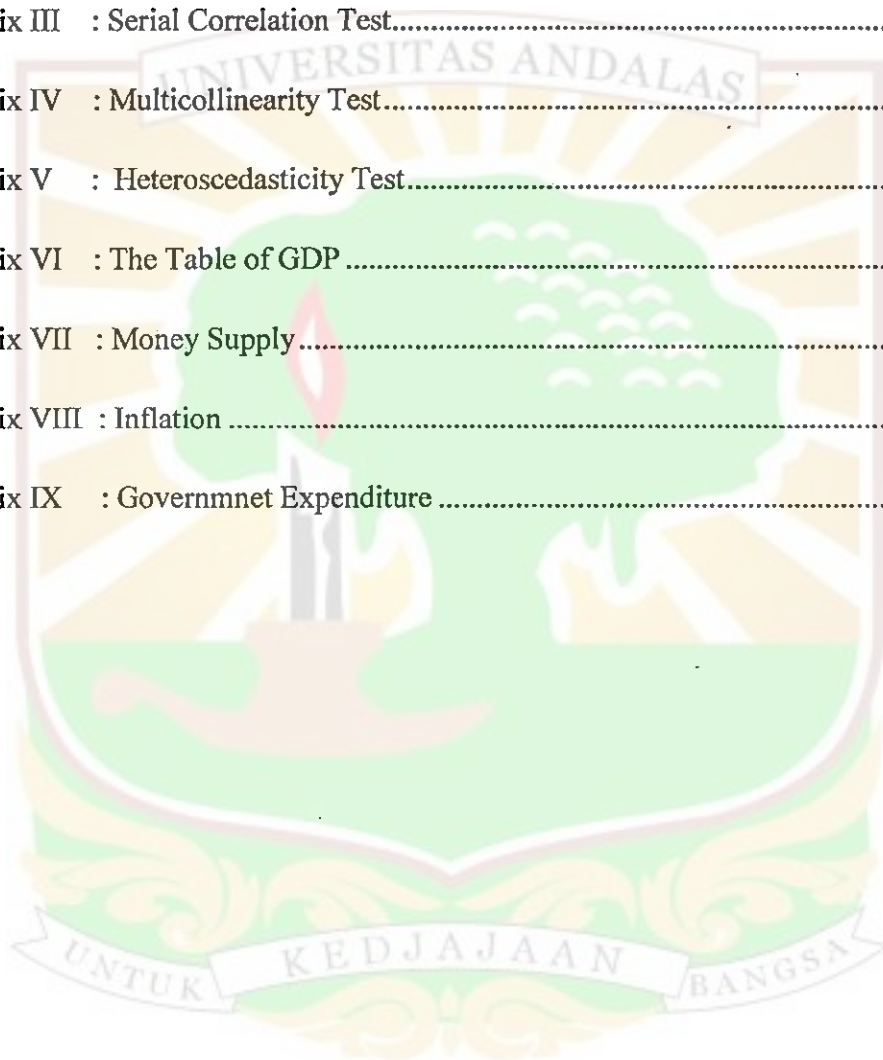 ix III : Serial Correlation Test........................................................................
UNIVERSITAS ANDALAS
ix IV : Multicollinearity Test........................................................................
ix V : Heteroscedasticity Test........................................................................
ix VI : The Table of GDP........................................................................
ix VII : Money Supply........................................................................
ix VIII : Inflation........................................................................
ix IX : Governmnet Expenditure........................................................................
UNTUK KEDJAJAAN BANGSA